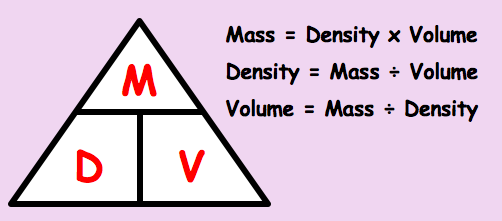 M
D V
Mass = Density x Volume
Density = Mass ÷ Volume
Volume = Mass ÷ Density